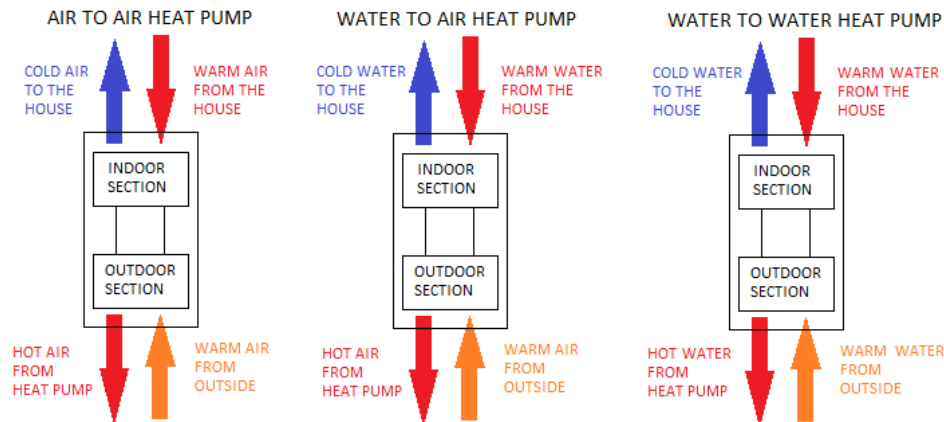 AIR TO AIR HEAT PUMP
COLD AIR
TO THE
HOUSE
WARM AIR
FROM THE
HOUSE
INDOOR
SECTION
OUTDOOR
SECTION
HOT AIR
FROM
HEAT PUMP
WARM AIR
FROM
OUTSIDE
WATER TO AIR HEAT PUMP
COLD WATER
TO THE
HOUSE
WARM WATER
FROM THE
HOUSE
INDOOR
SECTION
OUTDOOR
SECTION
HOT AIR
FROM
HEAT PUMP
WARM AIR
FROM
OUTSIDE
WATER TO WATER HEAT PUMP
COLD WATER
TO THE
HOUSE
WARM WATER
FROM THE
HOUSE
INDOOR
SECTION
OUTDOOR
SECTION
HOT WATER
FROM
HEAT PUMP
WARM WATER
FROM
OUTSIDE